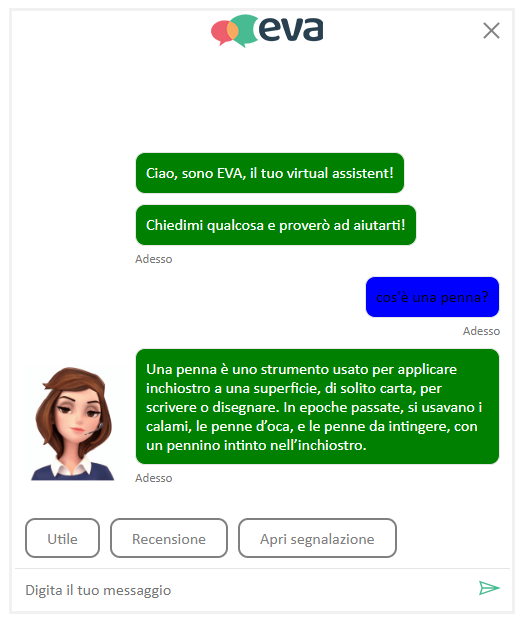 eva
Ciao, sono EVA, il tuo virtual assistent!
Chiedimi qualcosa e proverò ad aiutarti!
Adesso
cos'è una penna?
Adesso
Una penna è uno strumento usato per applicare
inchiostro a una superficie, di solito carta, per
scrivere o disegnare. In epoche passate, si usavano i
calami, le penne d’oca, e le penne da intingere, con
un pennino intinto nell’inchiostro.
Adesso
Utile
Recensione
Apri segnalazione
Digita il tuo messaggio